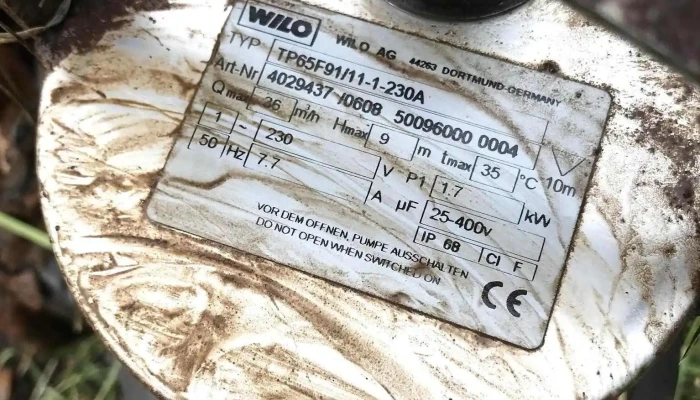 WILO WILO AG 44263 DORTMUND-GERMANY
TYP TP65F91/11-1-230A
Art-Nr 4029437 /0608 50096000 0004
Qmax 26 m³/h Hmax 9 m tmax 35 °C 10m
1 ~ 230 V P1 1.7 kW
50 Hz 7.7 A µF 25-400v
IP 68 Cl F
VOR DEM OFFNEN, PUMPE AUSSCHALTEN
DO NOT OPEN WHEN SWITCHED ON
CE